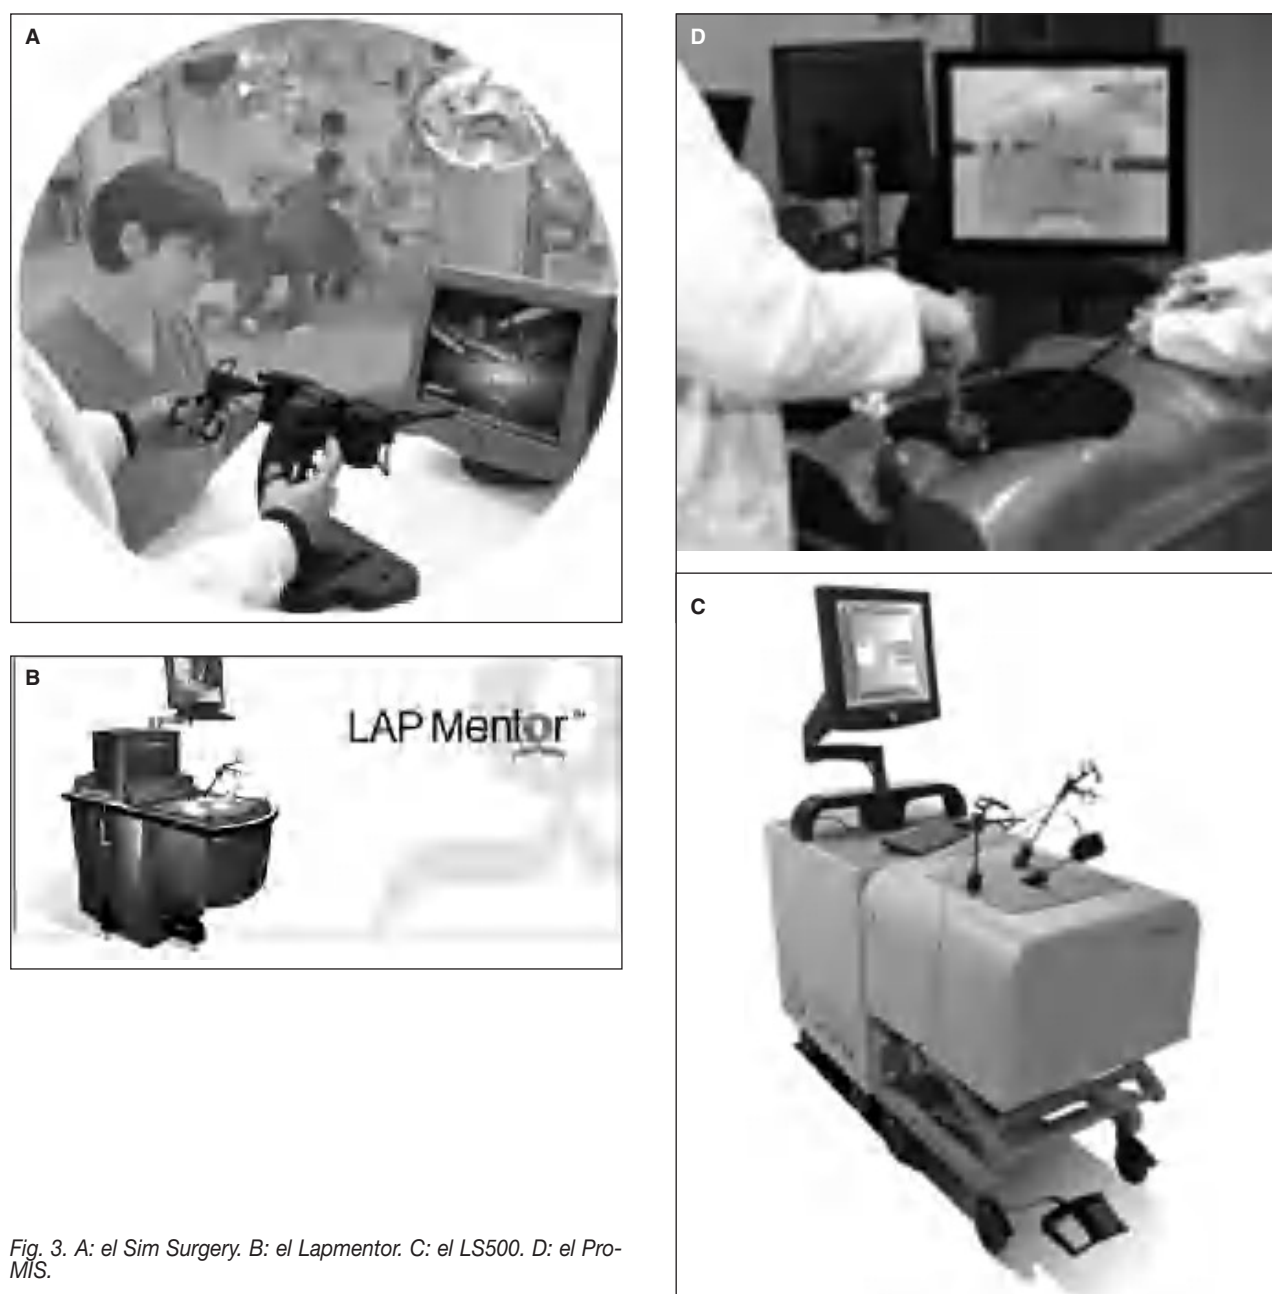 A
D
B
LAP Mentor™
C
Fig. 3. A: el Sim Surgery. B: el Lapmentor. C: el LS500. D: el Pro-
MIS.